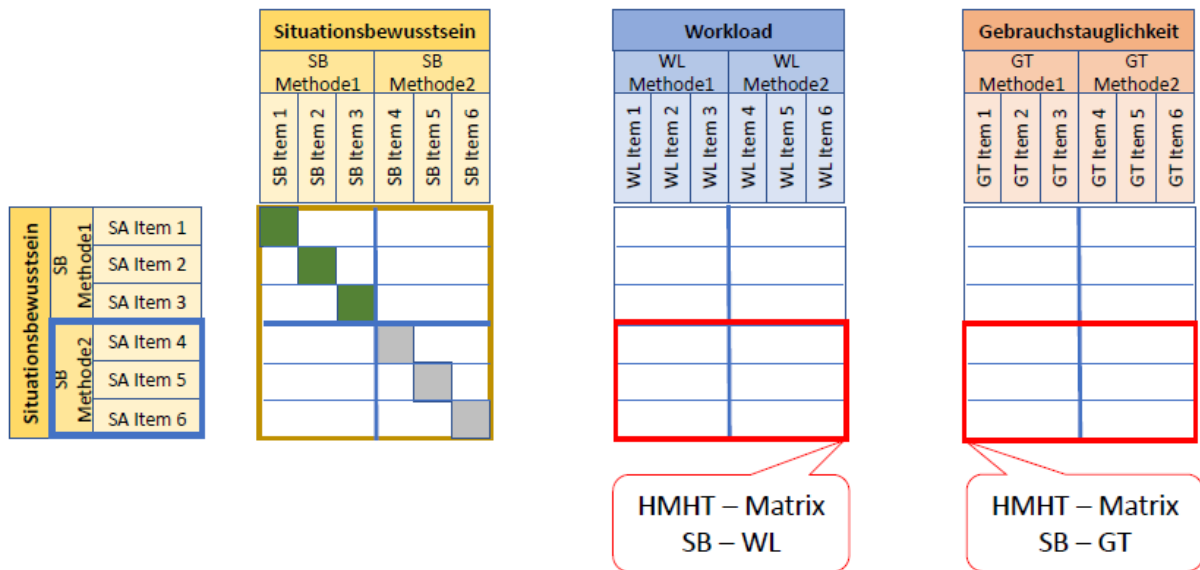 Situationsbewusstsein
Workload
Gebrauchstauglichkeit
SB
Methode1
SB
Methode2
WL
Methode1
WL
Methode2
GT
Methode1
GT
Methode2
SB Item 1
SB Item 2
SB Item 3
SB Item 4
SB Item 5
SB Item 6
WL Item 1
WL Item 2
WL Item 3
WL Item 4
WL Item 5
WL Item 6
GT Item 1
GT Item 2
GT Item 3
GT Item 4
GT Item 5
GT Item 6
Situationsbewusstsein
SB
Methode1
SA Item 1
SA Item 2
SA Item 3
SB
Methode2
SA Item 4
SA Item 5
SA Item 6
HMHT – Matrix
SB – WL
HMHT – Matrix
SB – GT